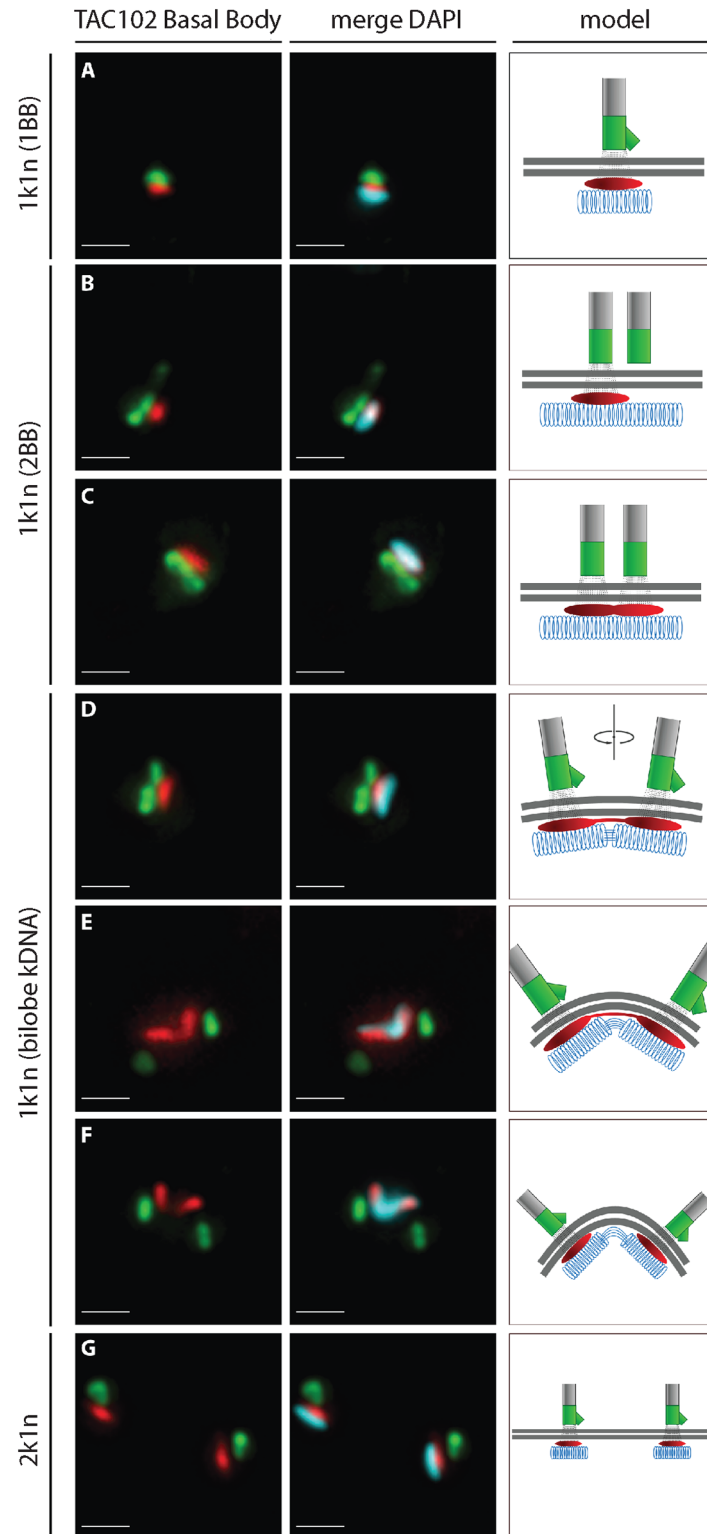 TAC102 Basal Body
merge DAPI
model
1k1n (1BB)
A
1k1n (2BB)
B
C
1k1n (bilobe kDNA)
D
E
F
2k1n
G